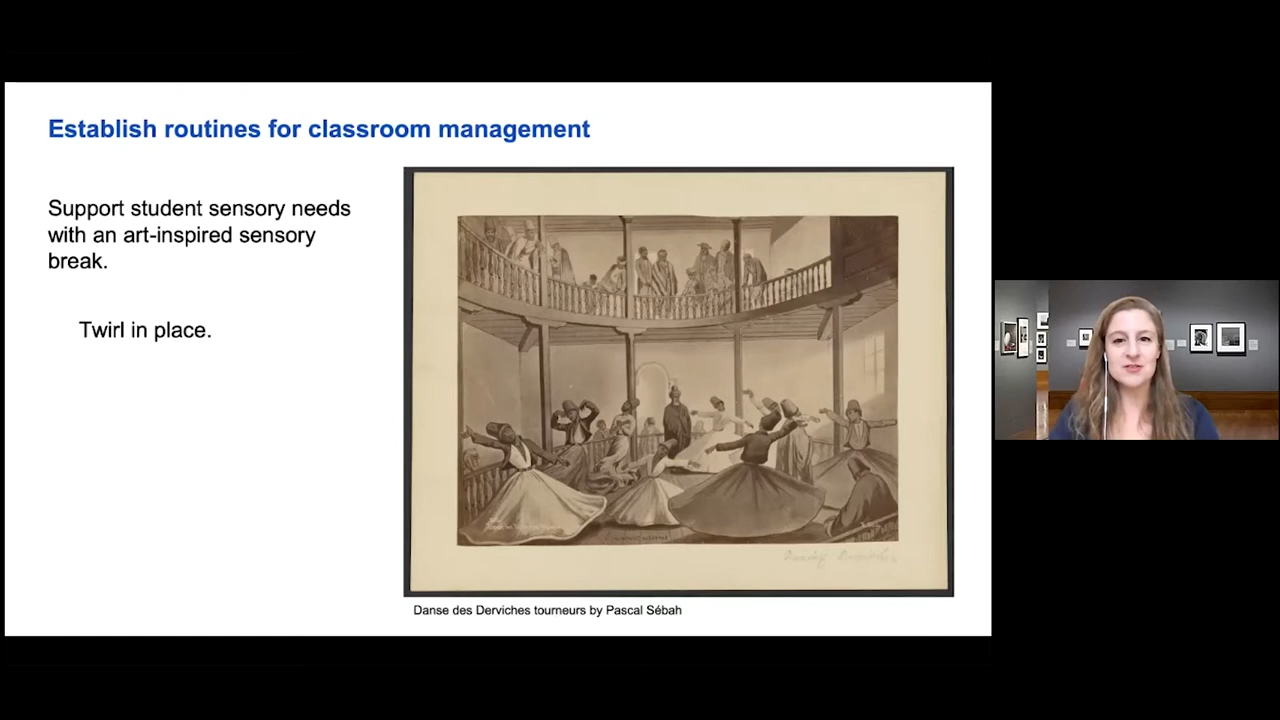 Establish routines for classroom management
Support student sensory needs
with an art-inspired sensory
break.
Twirl in place.
Danse des Derviches tourneurs by Pascal Sébah